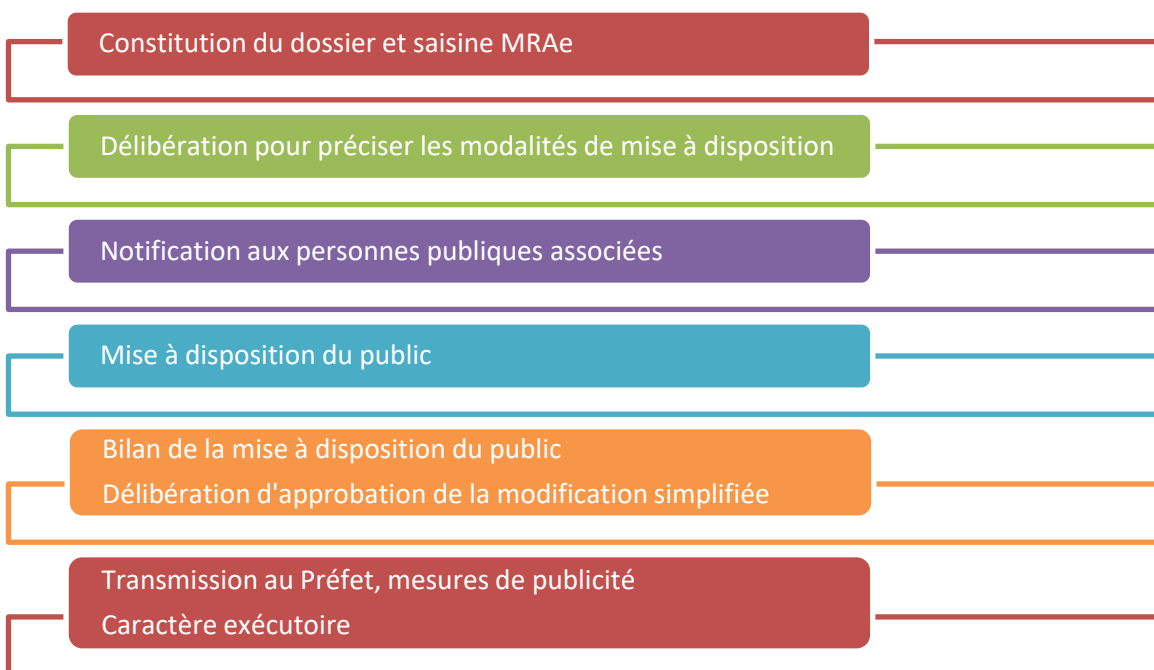 Constitution du dossier et saisine MRAe
Délibération pour préciser les modalités de mise à disposition
Notification aux personnes publiques associées
Mise à disposition du public
Bilan de la mise à disposition du public
Délibération d'approbation de la modification simplifiée
Transmission au Préfet, mesures de publicité
Caractère exécutoire